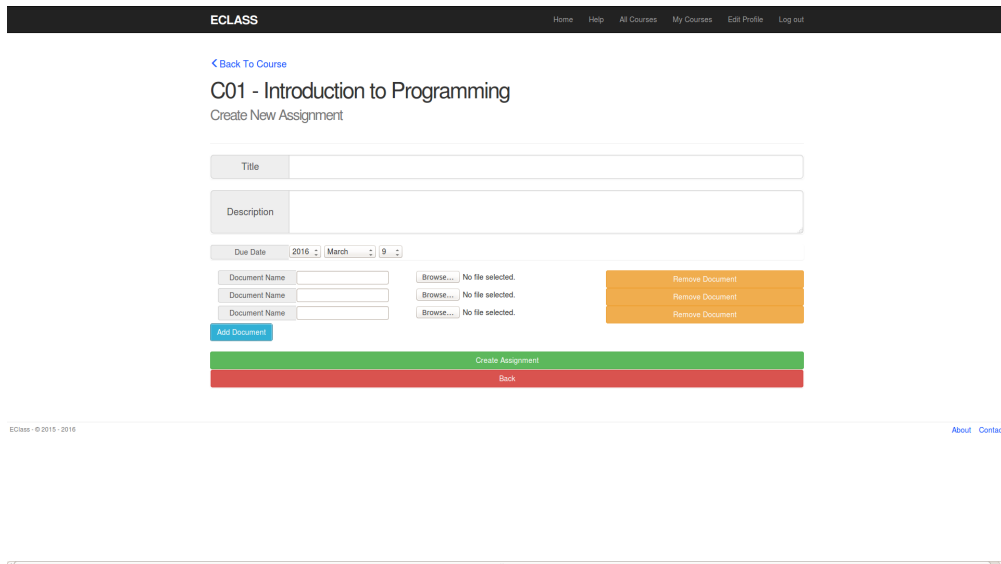 ECLASS Home Help All Courses My Courses Edit Profile Log out
Back To Course
C01 - Introduction to Programming
Create New Assignment
Title
Description
Due Date 2016 March 9
Document Name Browse... No file selected. Remove Document
Document Name Browse... No file selected. Remove Document
Document Name Browse... No file selected. Remove Document
Add Document
Create Assignment
Back
EClass - © 2015 - 2016 About Contac